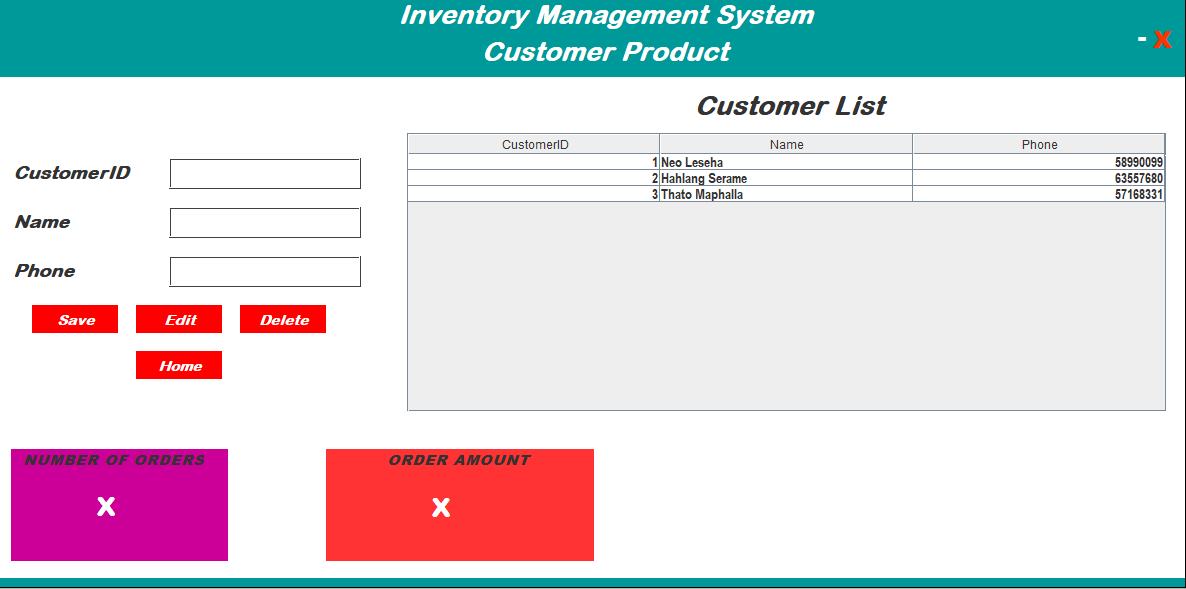 Inventory Management System
Customer Product
- X
Customer List
CustomerID Name Phone
1 Neo Leseha 58990099
2 Hahlang Serame 63557680
3 Thato Maphalla 57168331
CustomerID
Name
Phone
Save Edit Delete
Home
NUMBER OF ORDERS
X
ORDER AMOUNT
X